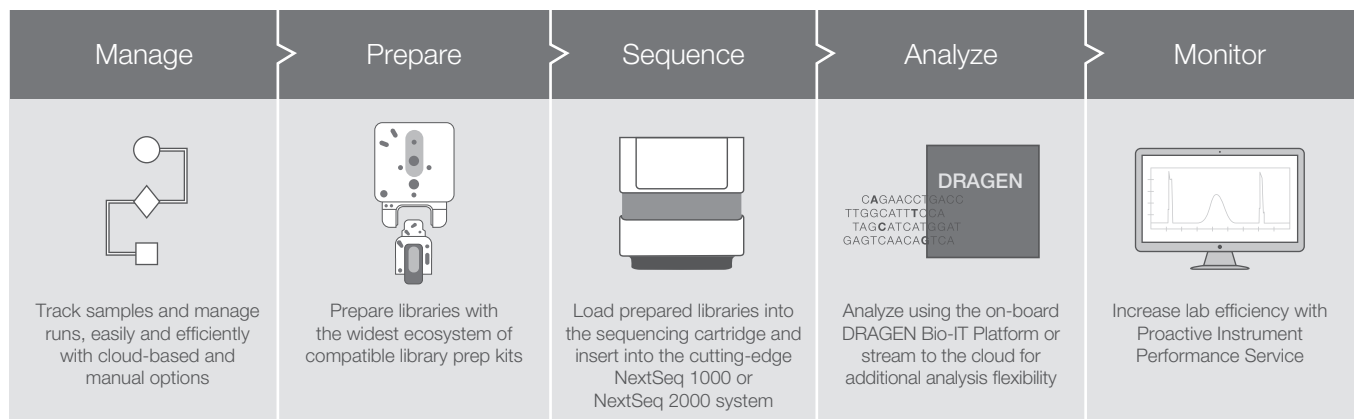 Manage
Prepare
Sequence
Analyze
Monitor
DRAGEN
CAGAACCTGACC
TTGGCATTTCCA
TAGCATCATGGAT
GAGTCAACAGTCA
Track samples and manage
runs, easily and efficiently
with cloud-based and
manual options
Prepare libraries with
the widest ecosystem of
compatible library prep kits
Load prepared libraries into
the sequencing cartridge and
insert into the cutting-edge
NextSeq 1000 or
NextSeq 2000 system
Analyze using the on-board
DRAGEN Bio-IT Platform or
stream to the cloud for
additional analysis flexibility
Increase lab efficiency with
Proactive Instrument
Performance Service